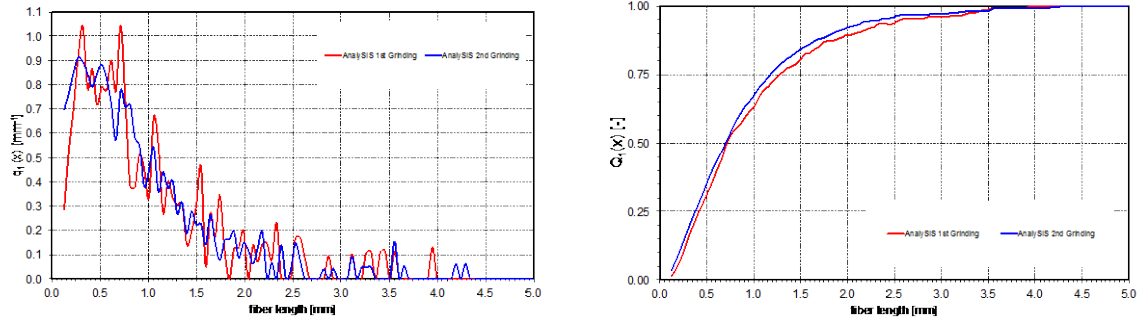 1.1
1.0
0.9
0.8
0.7
0.6
0.5
0.4
0.3
0.2
0.1
0.0
q1(x) [mm-1]
AnalySIS 1st Grinding AnalySIS 2nd Grinding
0.0 0.5 1.0 1.5 2.0 2.5 3.0 3.5 4.0 4.5 5.0
fiber length [mm]
1.00
0.75
0.50
0.25
0.00
Q1(x) [-]
AnalySIS 1st Grinding AnalySIS 2nd Grinding
0.0 0.5 1.0 1.5 2.0 2.5 3.0 3.5 4.0 4.5 5.0
fiber length [mm]